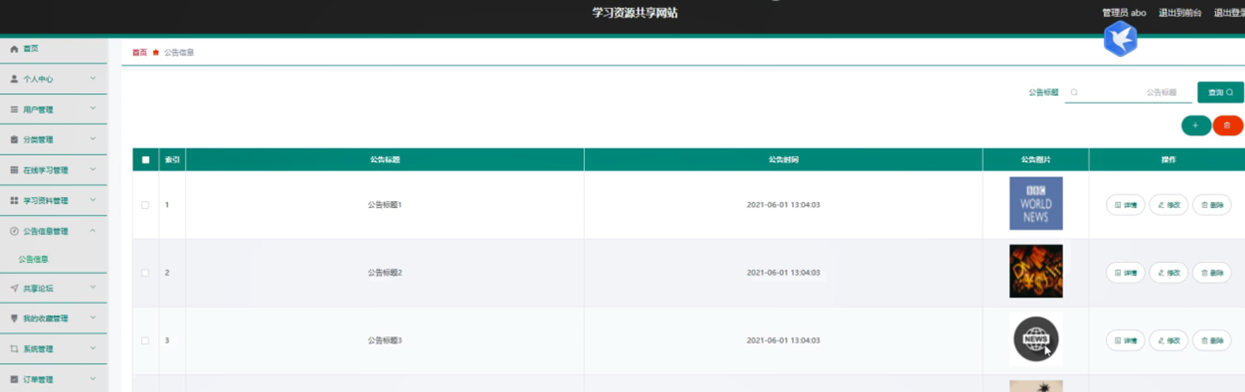 学习资源共享网站
管理员 abo 退出到前台 退出登录
首页
个人中心
用户管理
分类管理
在线学习管理
学习资料管理
公告信息管理
公告信息
共享论坛
我的收藏管理
系统管理
订单管理
首页 公告信息
公告标题 公告标题 查询
索引 公告标题 公告时间 公告图片 操作
1 公告标题1 2021-06-01 13:04:03 BBC WORLD NEWS 详情 修改 删除
2 公告标题2 2021-06-01 13:04:03 详情 修改 删除
3 公告标题3 2021-06-01 13:04:03 NEWS 详情 修改 删除